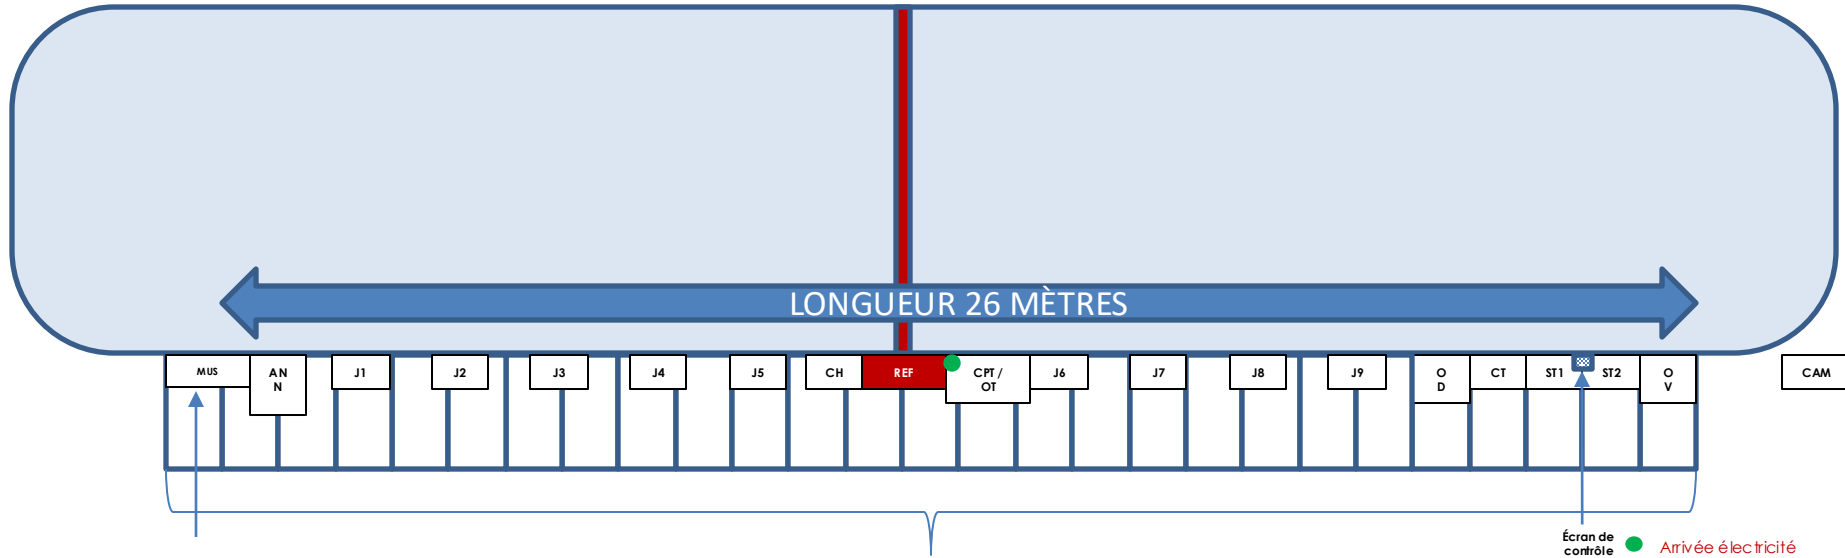 LONGUEUR 26 MÈTRES
MUS
AN
N
J1
J2
J3
J4
J5
CH
REF
CPT /
OT
J6
J7
J8
J9
O
D
CT
ST1
ST2
O
V
CAM
Écran de
contrôle
Arrivée électricité